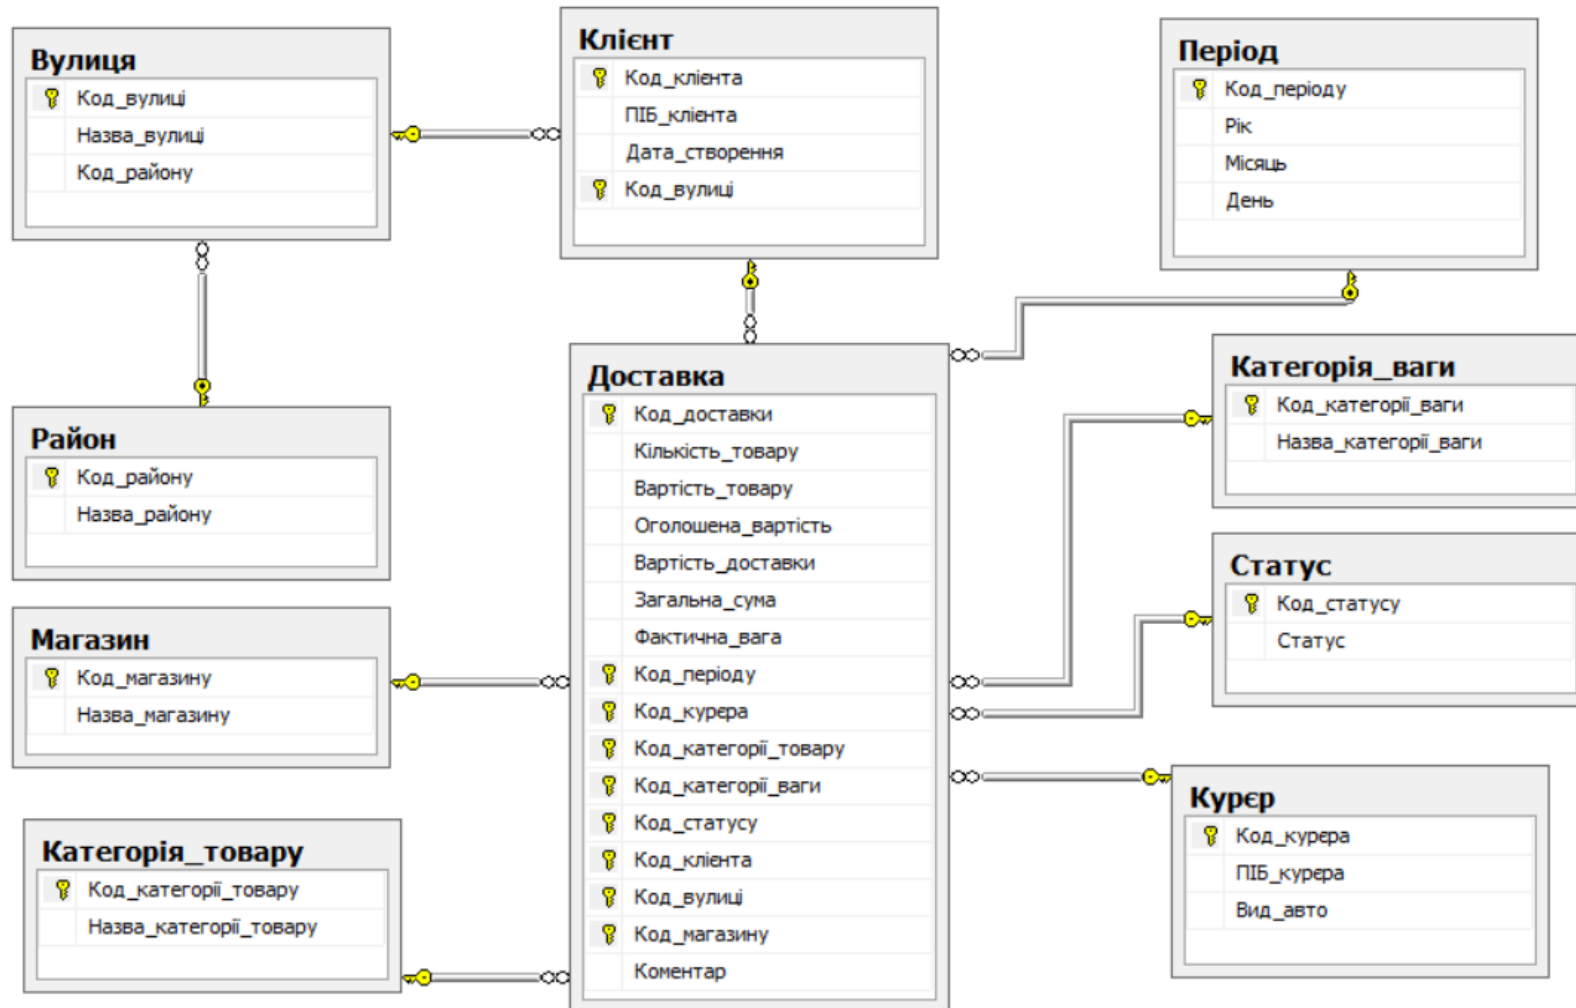 Вулиця
Код_вулиці
Назва_вулиці
Код_району
Клієнт
Код_клієнта
ПІБ_клієнта
Дата_створення
Код_вулиці
Період
Код_періоду
Рік
Місяць
День
Район
Код_району
Назва_району
Магазин
Код_магазину
Назва_магазину
Категорія_товару
Код_категорії_товару
Назва_категорії_товару
Доставка
Код_доставки
Кількість_товару
Вартість_товару
Оголошена_вартість
Вартість_доставки
Загальна_сума
Фактична_вага
Код_періоду
Код_курєра
Код_категорії_товару
Код_категорії_ваги
Код_статусу
Код_клієнта
Код_вулиці
Код_магазину
Коментар
Категорія_ваги
Код_категорії_ваги
Назва_категорії_ваги
Статус
Код_статусу
Статус
Курєр
Код_курєра
ПІБ_курєра
Вид_авто